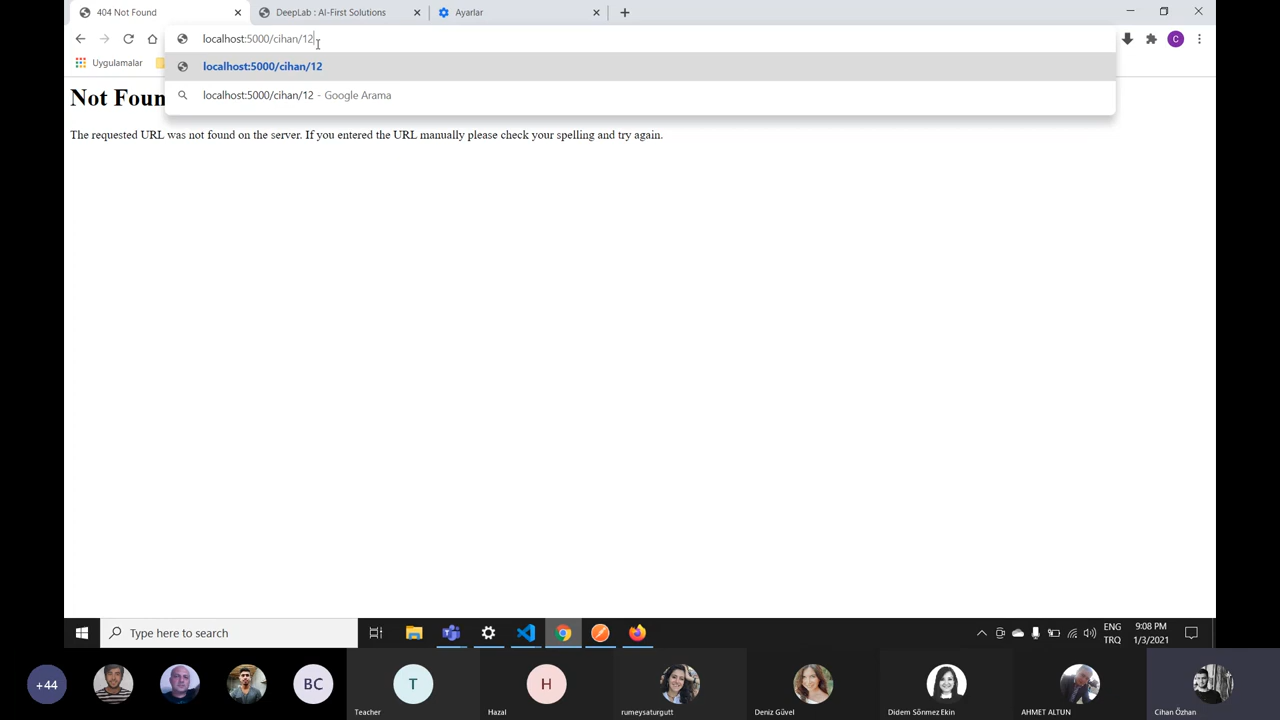 404 Not Found
DeepLab : AI-First Solutions
Ayarlar
localhost:5000/cihan/12
Uygulamalar
localhost:5000/cihan/12
localhost:5000/cihan/12 - Google Arama
C
Not Foun
The requested URL was not found on the server. If you entered the URL manually please check your spelling and try again.
Type here to search
ENG
TRQ
9:08 PM
1/3/2021
+44
BC
T
Teacher
H
Hazal
rumeysaturgutt
Deniz Güvel
Didem Sönmez Ekin
AHMET ALTUN
Cihan Özhan